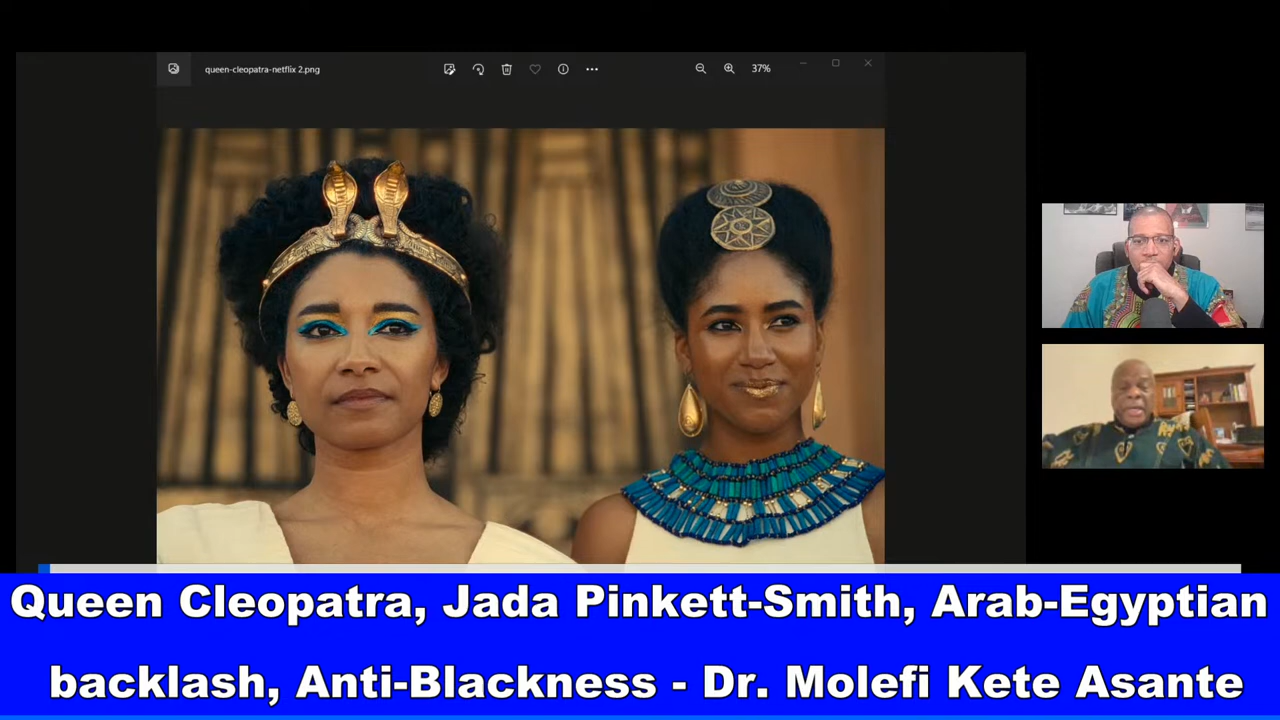 queen-cleopatra-netflix 2.png
37%
Queen Cleopatra, Jada Pinkett-Smith, Arab-Egyptian
backlash, Anti-Blackness - Dr. Molefi Kete Asante